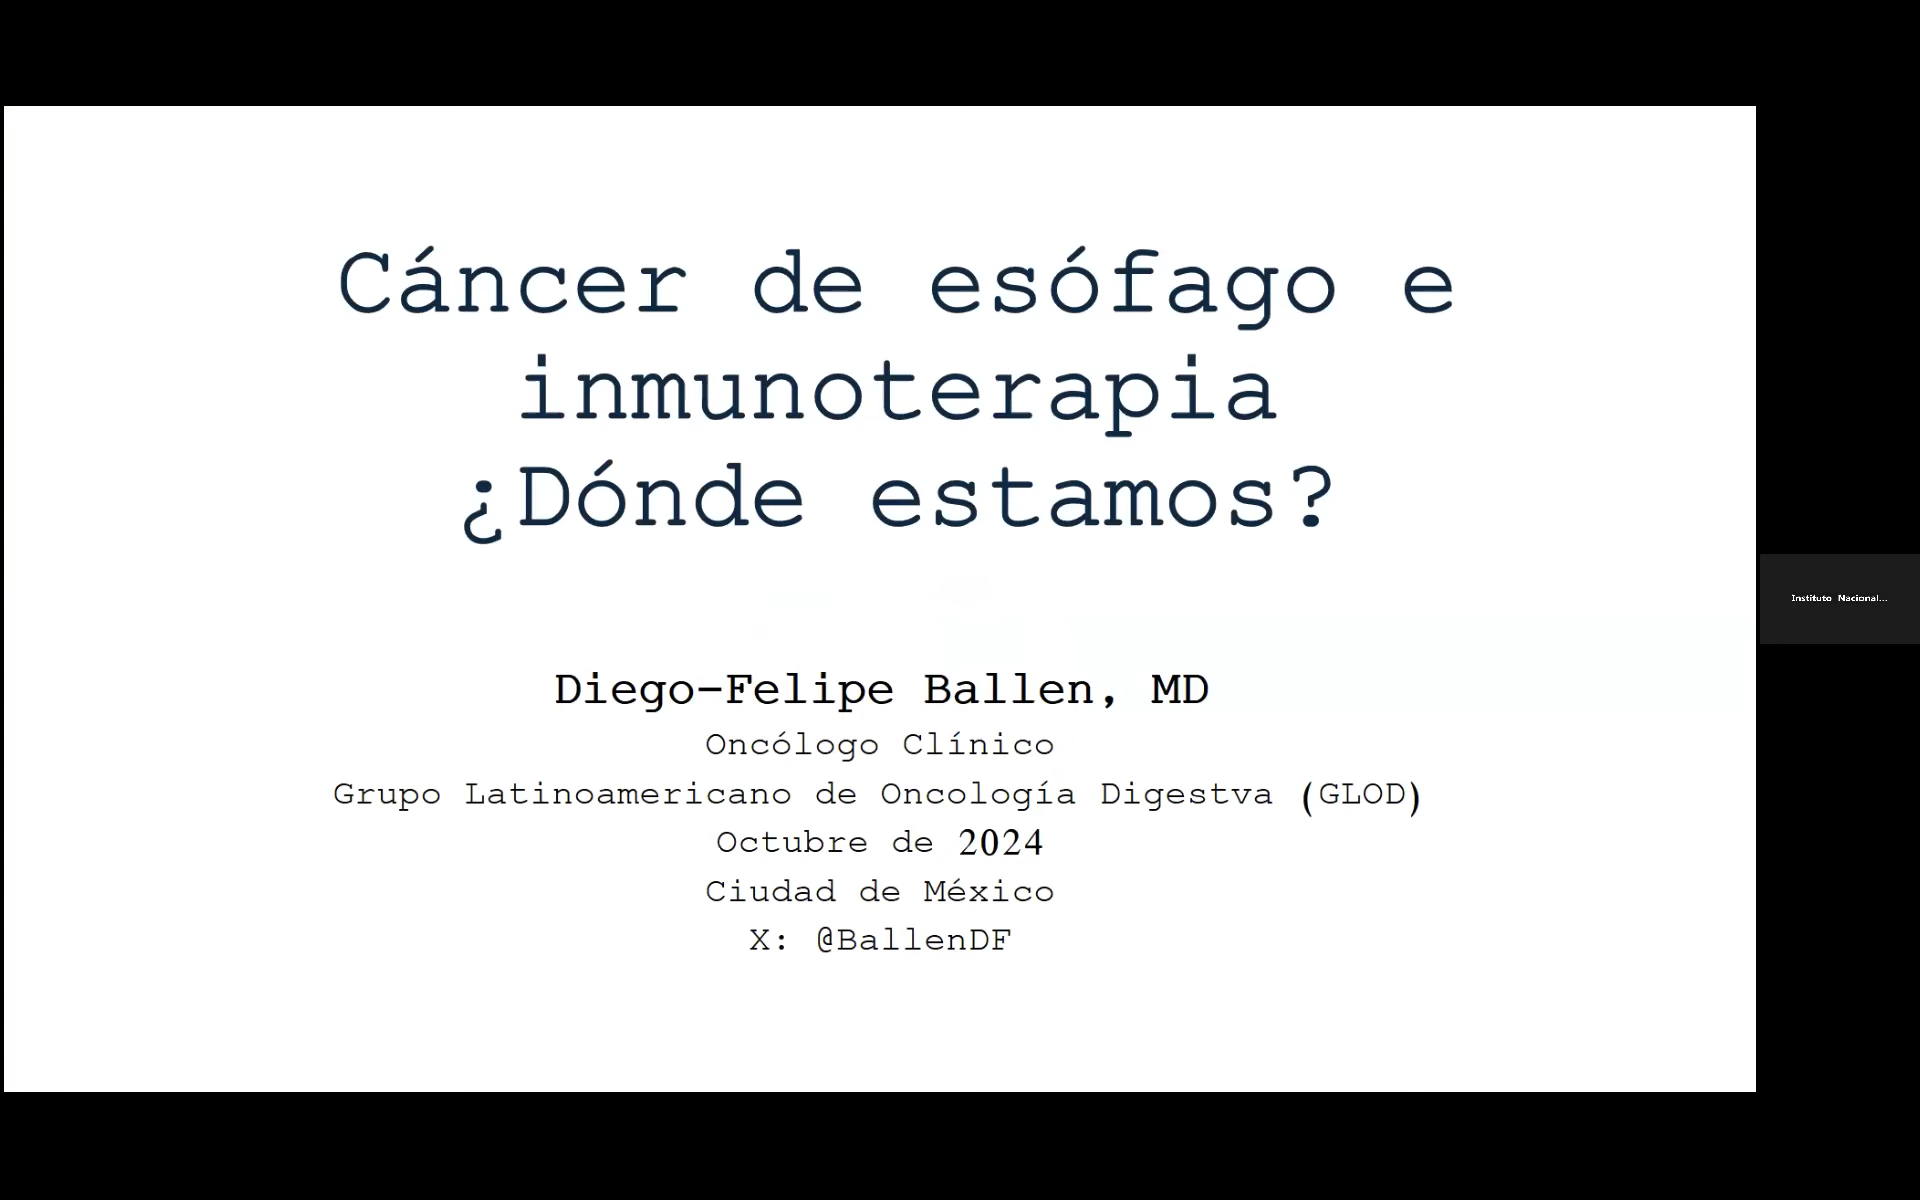 Cáncer de esófago e
inmunoterapia
¿Dónde estamos?
Diego-Felipe Ballen, MD
Oncólogo Clínico
Grupo Latinoamericano de Oncología Digestva (GLOD)
Octubre de 2024
Ciudad de México
X: @BallenDF
Instituto Nacional...